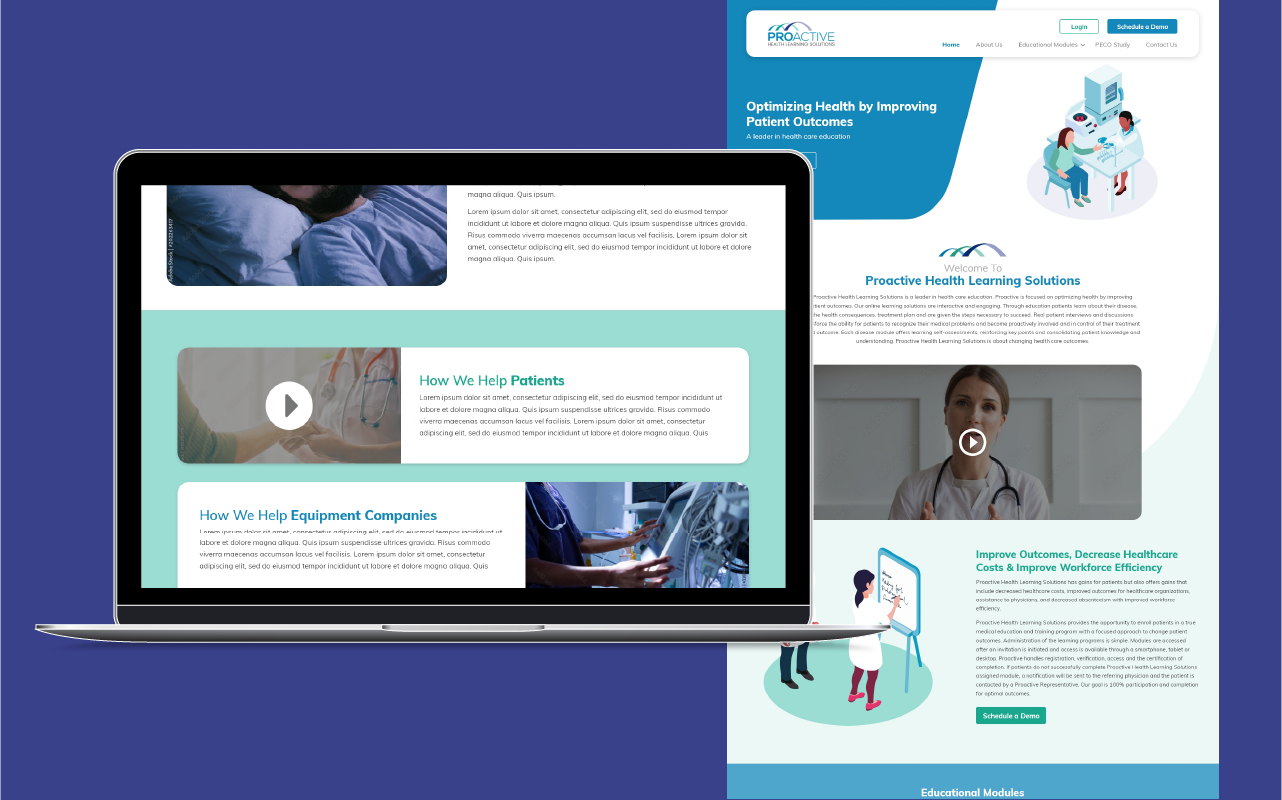 PROACTIVE
HEALTH LEARNING SOLUTIONS
Login
Schedule a Demo
Home
About Us
Educational Modules
PECO Study
Contact Us
Optimizing Health by Improving
Patient Outcomes
A leader in health care education
Welcome To
Proactive Health Learning Solutions
Proactive Health Learning Solutions is a leader in health care education. Proactive is focused on optimizing health by improving
outcomes. Our online learning solutions are interactive and engaging. Through education patients learn about their disease,
health consequences, treatment plan and are given the steps necessary to succeed. Real patient interviews and discussions
the ability for patients to recognize their medical problems and become proactively involved and in control of their treatment
outcome. Each disease module offers learning self-assessments, reinforcing key points and consolidating patient knowledge and
understanding. Proactive Health Learning Solutions is about changing health care outcomes.
Improve Outcomes, Decrease Healthcare
Costs & Improve Workforce Efficiency
Proactive Health Learning Solutions has gains for patients but also offers gains that
include decreased healthcare costs, improved outcomes for healthcare organizations,
assistance to physicians, and decreased absenteeism with improved workforce
efficiency.
Proactive Health Learning Solutions provides the opportunity to enroll patients in a true
medical education and training program with a focused approach to change patient
outcomes. Administration of the learning programs is simple. Modules are accessed
after an invitation is initiated and access is available through a smartphone, tablet or
desktop. Proactive handles registration, verification, access and the certification of
completion. If patients do not successfully complete Proactive Health Learning Solutions
assigned module, a notification will be sent to the referring physician and the patient is
contacted by a Proactive Representative. Our goal is 100% participation and completion
for optimal outcomes.
Schedule a Demo
Educational Modules
magna aliqua. Quis ipsum.
Lorem ipsum dolor sit amet, consectetur adipiscing elit, sed do eiusmod tempor
incididunt ut labore et dolore magna aliqua. Quis ipsum suspendisse ultrices gravida.
Risus commodo viverra maecenas accumsan lacus vel facilisis. Lorem ipsum dolor sit
amet, consectetur adipiscing elit, sed do eiusmod tempor incididunt ut labore et dolore
magna aliqua. Quis ipsum.
How We Help Patients
Lorem ipsum dolor sit amet, consectetur adipiscing elit, sed do eiusmod tempor incididunt ut
labore et dolore magna aliqua. Quis ipsum suspendisse ultrices gravida. Risus commodo
viverra maecenas accumsan lacus vel facilisis. Lorem ipsum dolor sit amet, consectetur
adipiscing elit, sed do eiusmod tempor incididunt ut labore et dolore magna aliqua. Quis
How We Help Equipment Companies
Lorem ipsum dolor sit amet, consectetur adipiscing elit, sed do eiusmod tempor incididunt ut
labore et dolore magna aliqua. Quis ipsum suspendisse ultrices gravida. Risus commodo
viverra maecenas accumsan lacus vel facilisis. Lorem ipsum dolor sit amet, consectetur
adipiscing elit, sed do eiusmod tempor incididunt ut labore et dolore magna aliqua. Quis